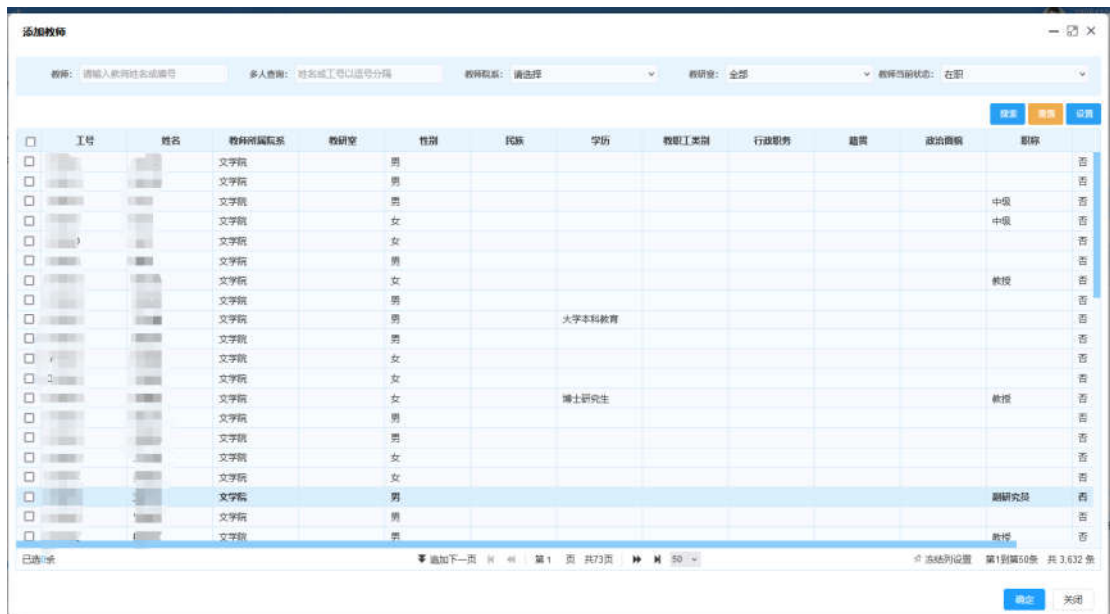 添加教师
教师： 请输入教师姓名或编号 多人查询： 姓名或工号以逗号分隔 教师院系： 请选择 教研室： 全部 教师当前状态： 在职
搜索 重置 设置
工号 姓名 教师所属院系 教研室 性别 民族 学历 教职工类别 行政职务 籍贯 政治面貌 职称
文学院 男 否
文学院 男 否
文学院 男 中级 否
文学院 女 中级 否
文学院 女 否
文学院 男 否
文学院 女 教授 否
文学院 男 否
文学院 男 大学本科教育 否
文学院 男 否
文学院 女 否
文学院 女 否
文学院 女 博士研究生 教授 否
文学院 男 否
文学院 男 否
文学院 女 否
文学院 女 否
文学院 男 副研究员 否
文学院 男 否
文学院 男 教授 否
已选0条 追加下一页 第 1 页 共73页 50 冻结列设置 第1到第50条 共 3,632 条
确定 关闭